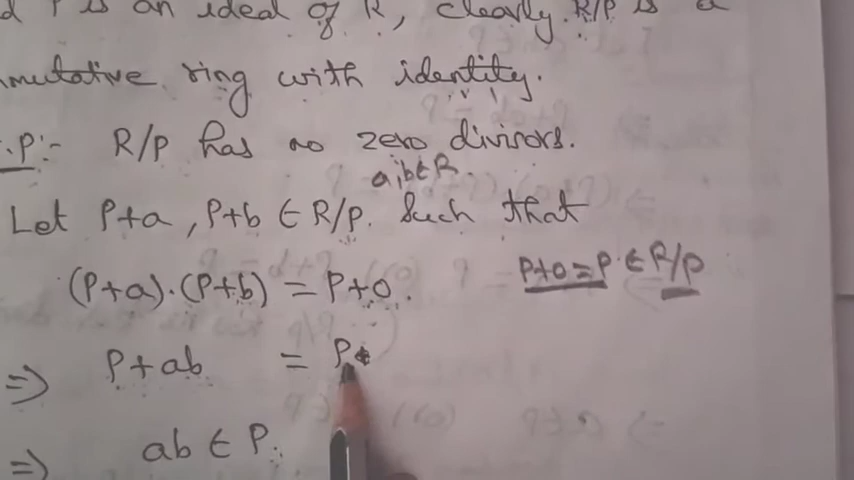 d P is an ideal of R, clearly. R/P is a
mmutative ring with identity.
.P:- R/P has no zero divisors.
a,b∈R.
Let P+a, P+b ∈ R/P. Such that
(P+a).(P+b) = P+0.
P+0=P ∈ R/P
⇒ P+ab = P
⇒ ab ∈ P.